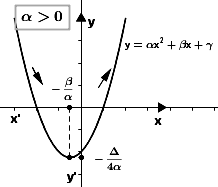 α > 0
y
y = αx² + βx + γ
− β/α
x'
x
− Δ/4α
y'